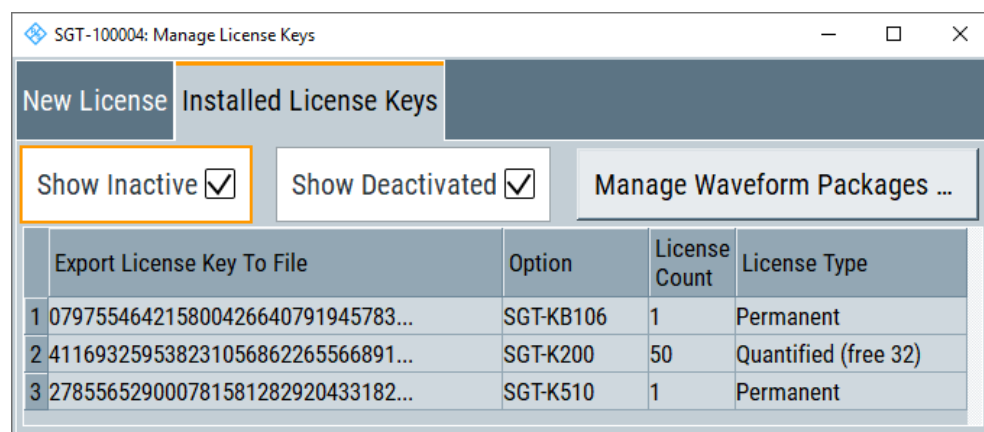 SGT-100004: Manage License Keys
New License Installed License Keys
Show Inactive Show Deactivated Manage Waveform Packages ...
Export License Key To File Option License Count License Type
1 079755464215800426640791945783... SGT-KB106 1 Permanent
2 411693259538231056862265566891... SGT-K200 50 Quantified (free 32)
3 278556529000781581282920433182... SGT-K510 1 Permanent